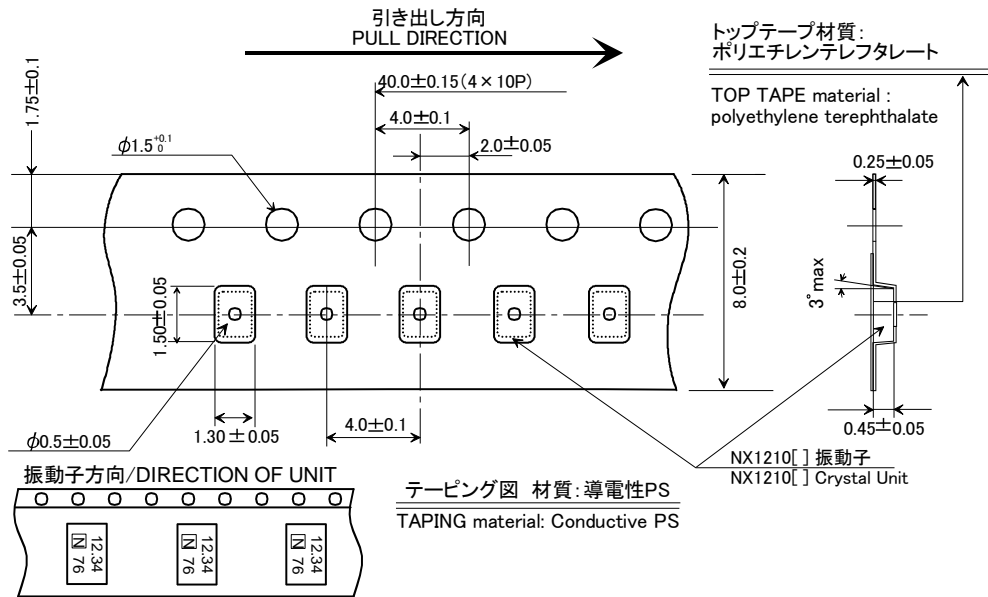 引き出し方向
PULL DIRECTION
トップテープ材質:
ポリエチレンテレフタレート
TOP TAPE material :
polyethylene terephthalate
1.75±0.1
40.0±0.15(4×10P)
4.0±0.1
2.0±0.05
φ1.5 +0.1 0
0.25±0.05
3.5±0.05
1.50±0.05
8.0±0.2
3°max
φ0.5±0.05
1.30±0.05
4.0±0.1
0.45±0.05
NX1210[ ] 振動子
NX1210[ ] Crystal Unit
振動子方向/DIRECTION OF UNIT
テーピング図 材質:導電性PS
TAPING material: Conductive PS
12.34
N 76
12.34
N 76
12.34
N 76